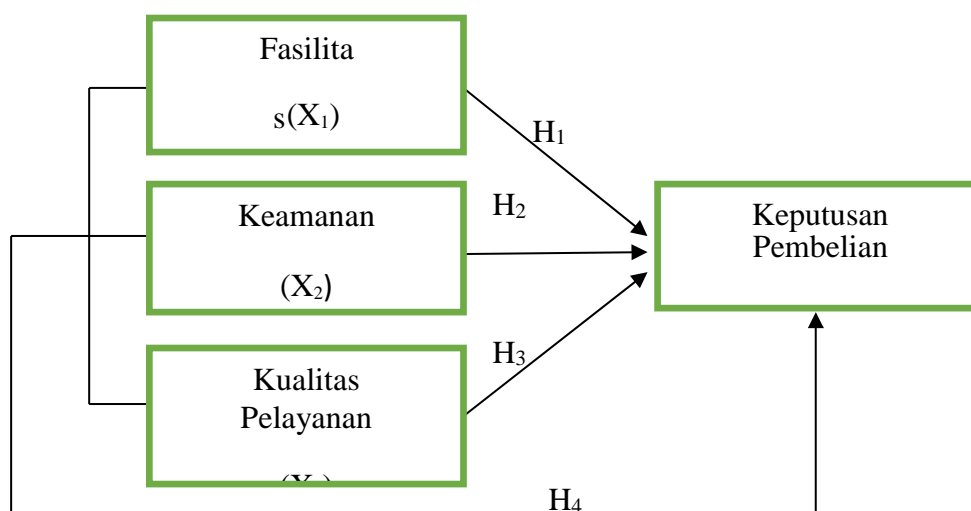 Fasilita
s(X₁)
H₁
Keamanan
(X₂)
H₂
Keputusan
Pembelian
Kualitas
Pelayanan
H₃
H₄